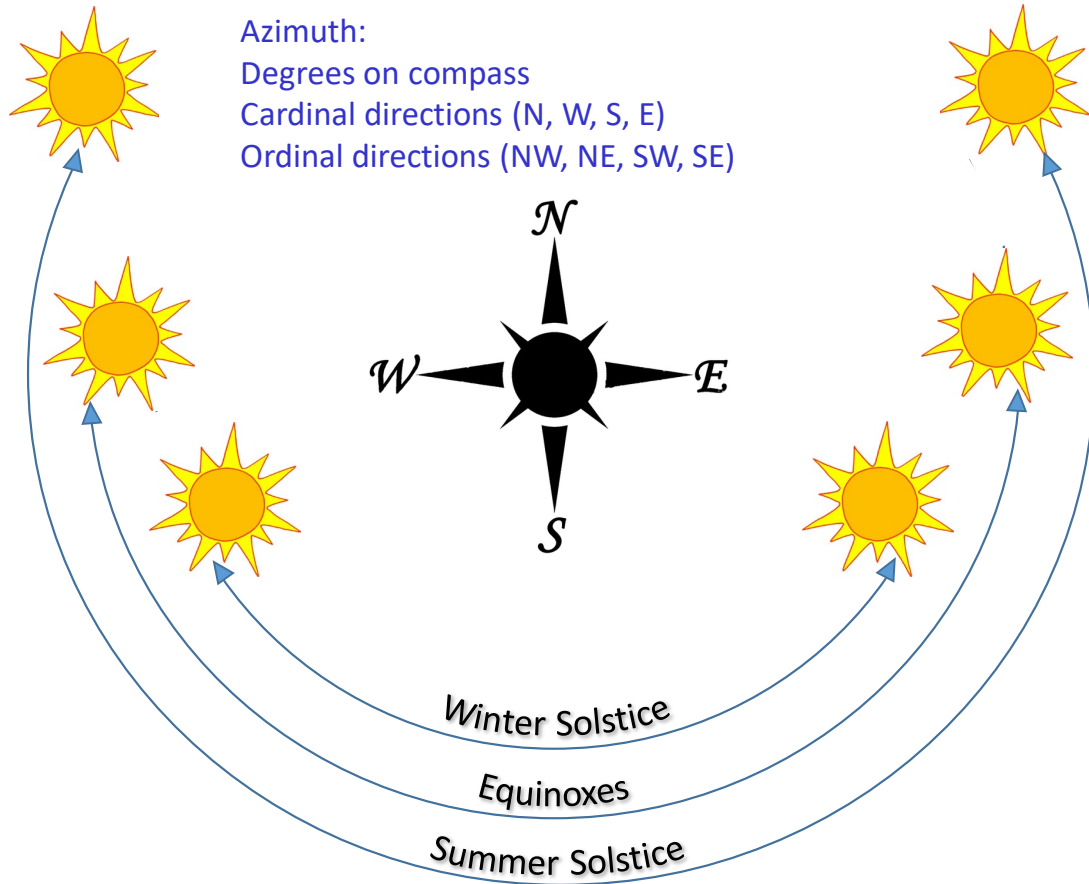 Azimuth:
Degrees on compass
Cardinal directions (N, W, S, E)
Ordinal directions (NW, NE, SW, SE)
N
W
E
S
Winter Solstice
Equinoxes
Summer Solstice